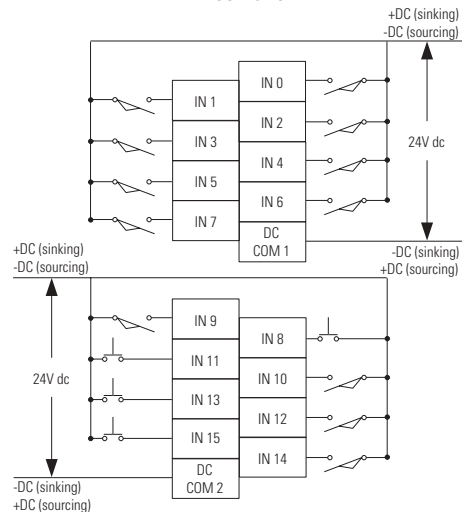 +DC (sinking)
-DC (sourcing)
IN 0
IN 1
IN 2
IN 3
IN 4
24V dc
IN 5
IN 6
IN 7
DC
COM 1
+DC (sinking)
-DC (sourcing)
-DC (sinking)
+DC (sourcing)
IN 9
IN 8
IN 11
24V dc
IN 10
IN 13
IN 12
IN 15
IN 14
DC
COM 2
-DC (sinking)
+DC (sourcing)